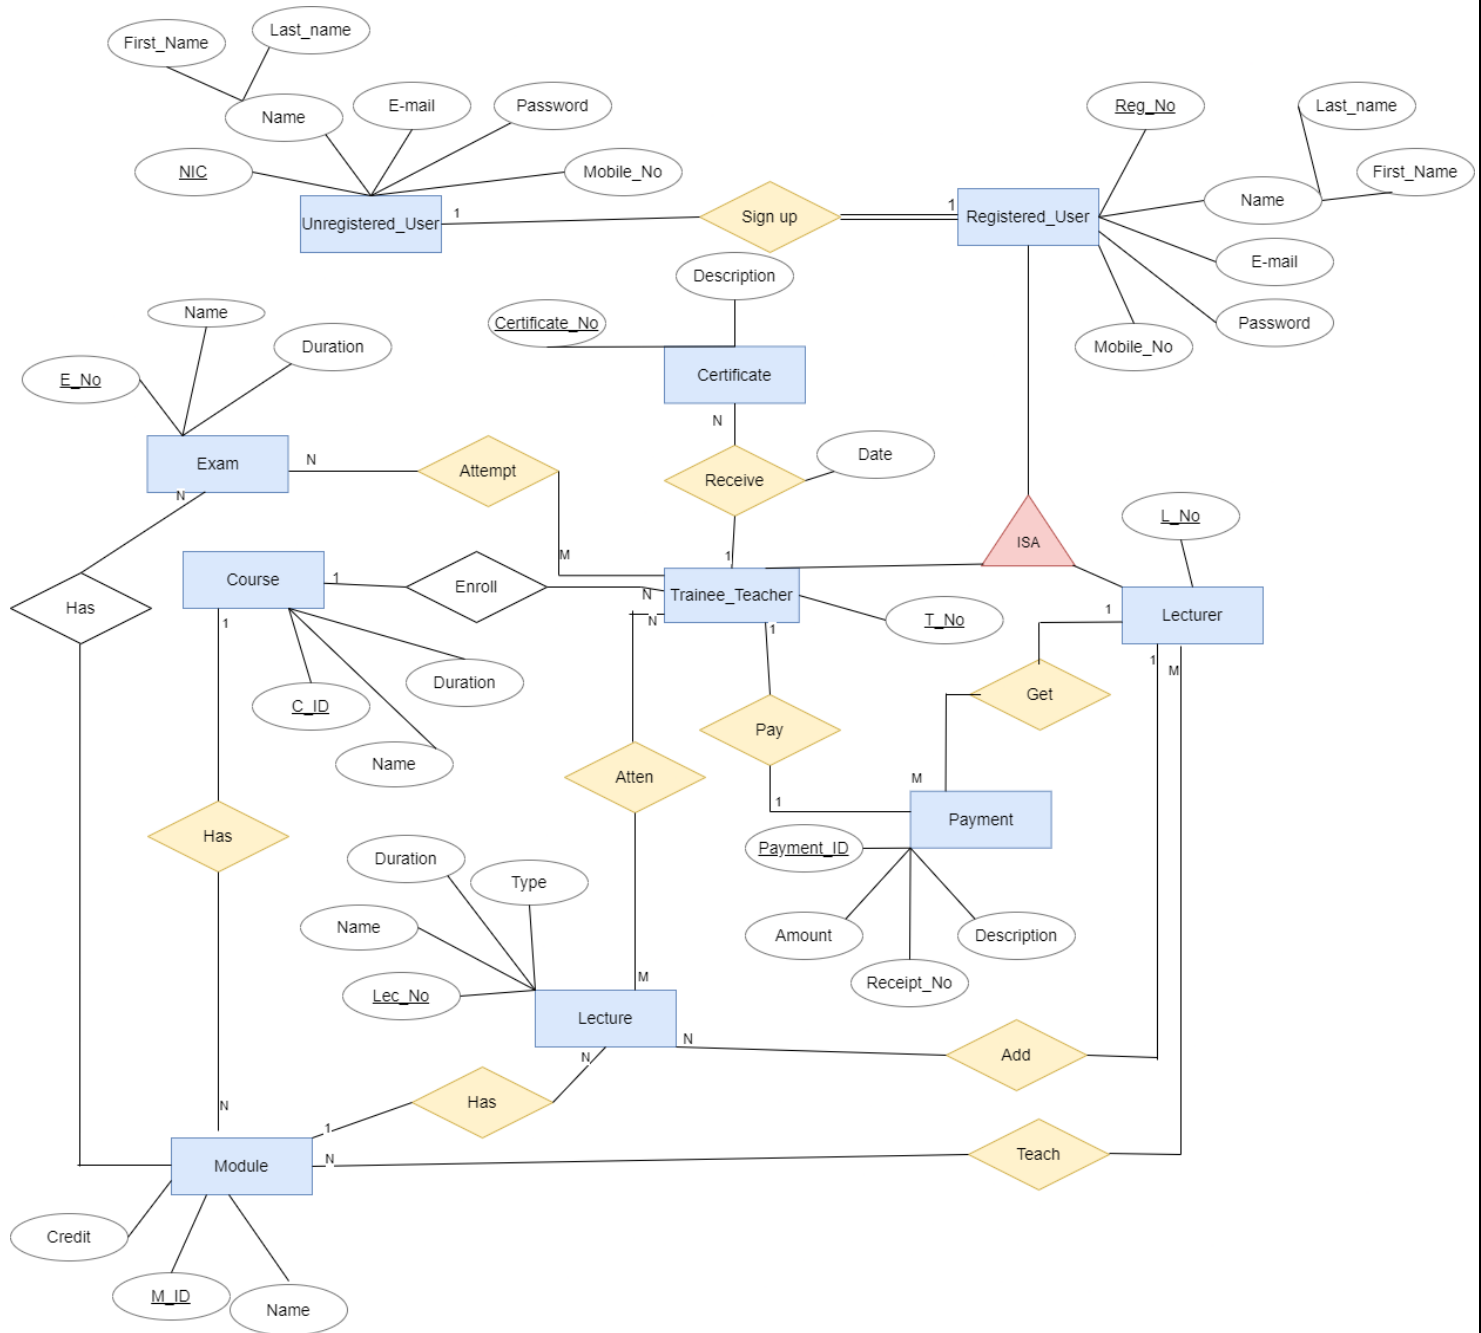 First_Name
Last_name
Name
E-mail
Password
NIC
Mobile_No
Unregistered_User
1
Sign up
1
Registered_User
Reg_No
Last_name
First_Name
Name
E-mail
Password
Mobile_No
Description
Certificate_No
Certificate
N
Receive
Date
1
Name
Duration
E_No
Exam
N
N
Attempt
M
ISA
L_No
Has
Course
1
1
Enroll
N
N
Trainee_Teacher
1
T_No
Lecturer
1
1
M
Get
M
C_ID
Duration
Name
Pay
1
Payment
Payment_ID
Amount
Receipt_No
Description
Atten
M
Has
N
Duration
Type
Name
Lec_No
Lecture
N
N
Add
Has
1
Module
N
Teach
Credit
M_ID
Name